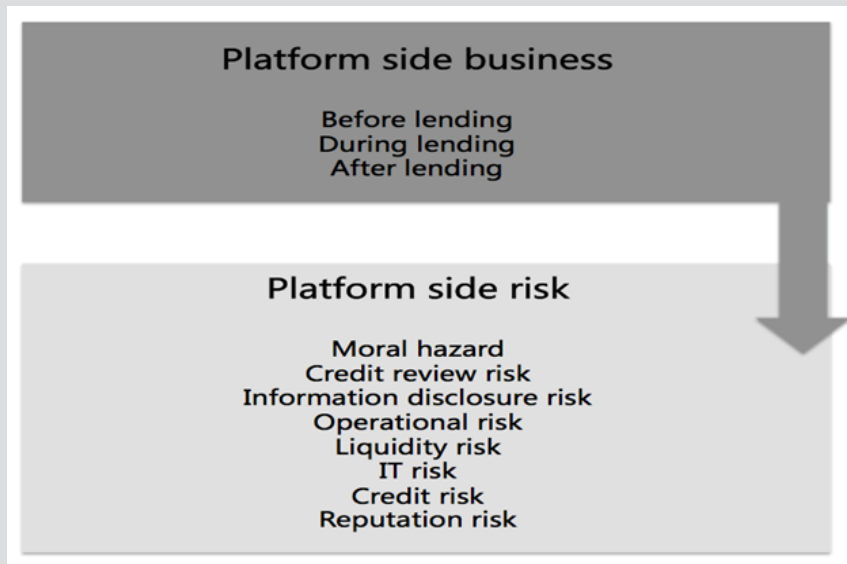 Platform side business
Before lending
During lending
After lending
Platform side risk
Moral hazard
Credit review risk
Information disclosure risk
Operational risk
Liquidity risk
IT risk
Credit risk
Reputation risk